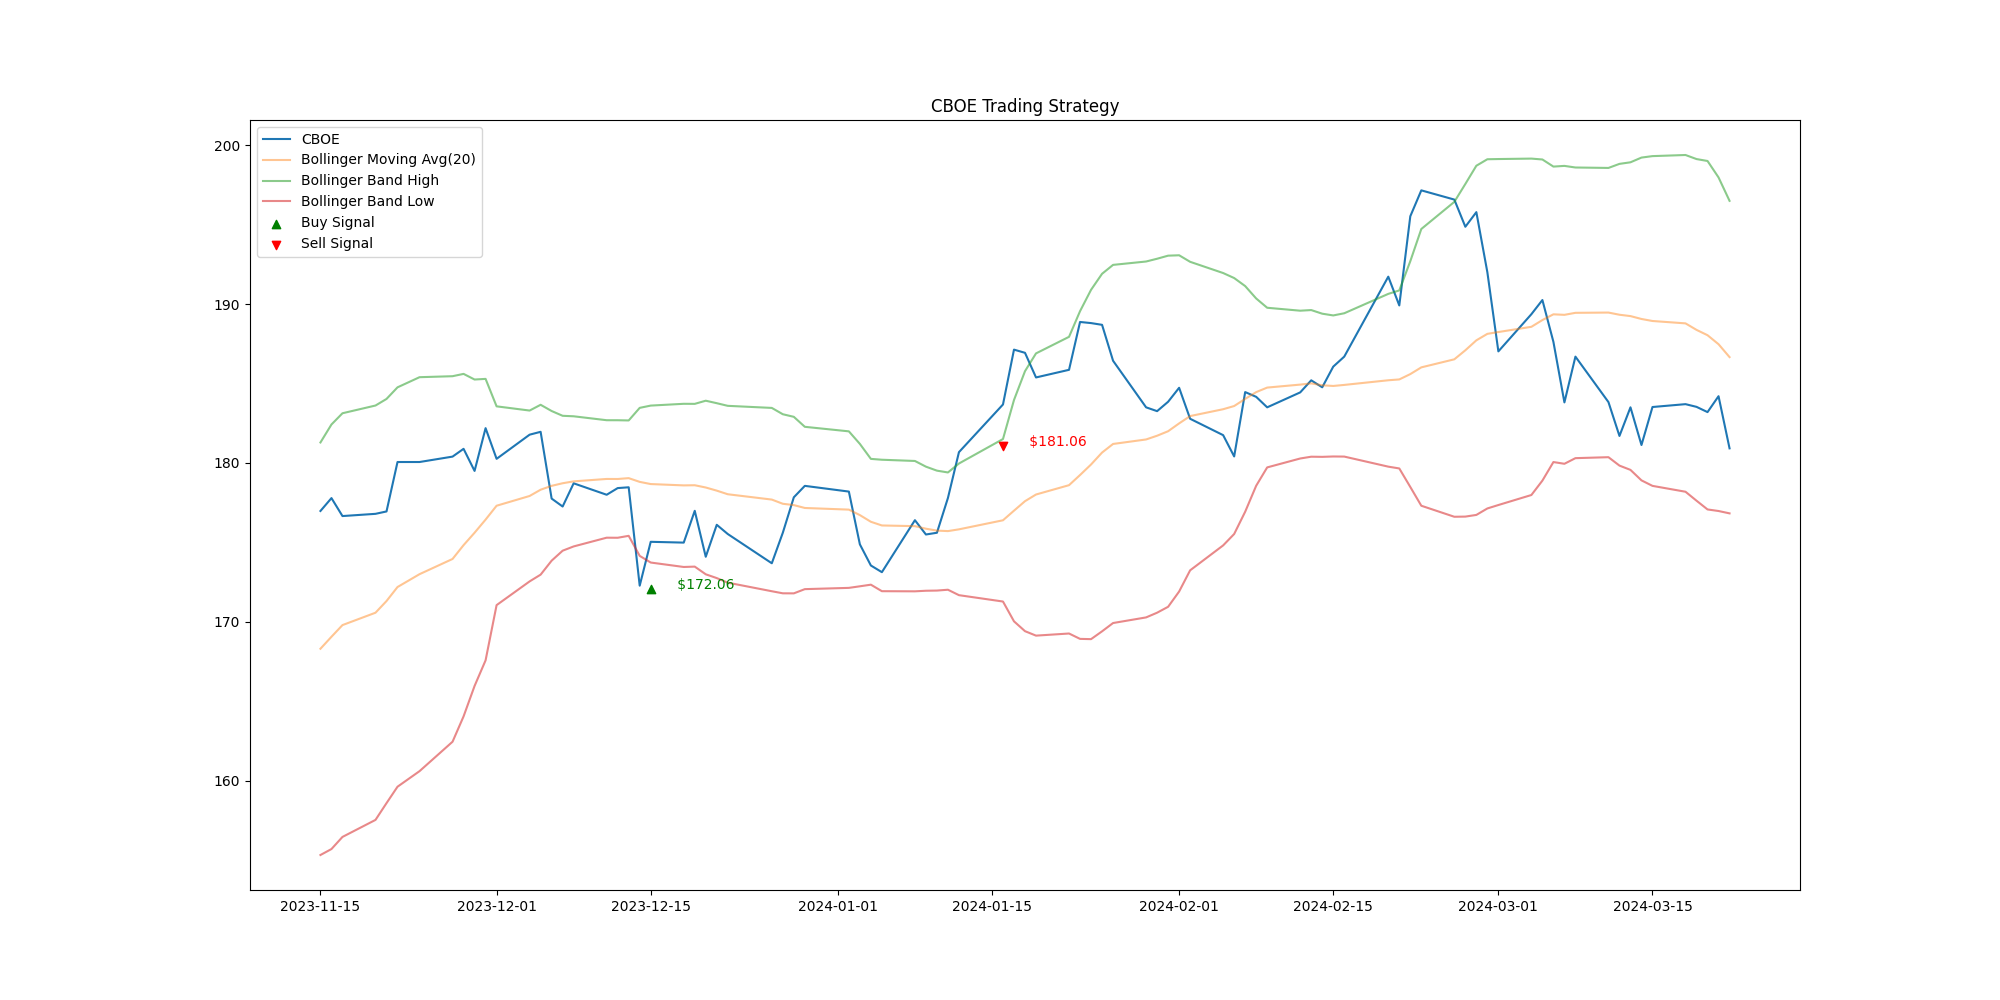 CBOE Trading Strategy
CBOE
Bollinger Moving Avg(20)
Bollinger Band High
Bollinger Band Low
Buy Signal
Sell Signal
200
190
180
170
160
$181.06
$172.06
2023-11-15 2023-12-01 2023-12-15 2024-01-01 2024-01-15 2024-02-01 2024-02-15 2024-03-01 2024-03-15